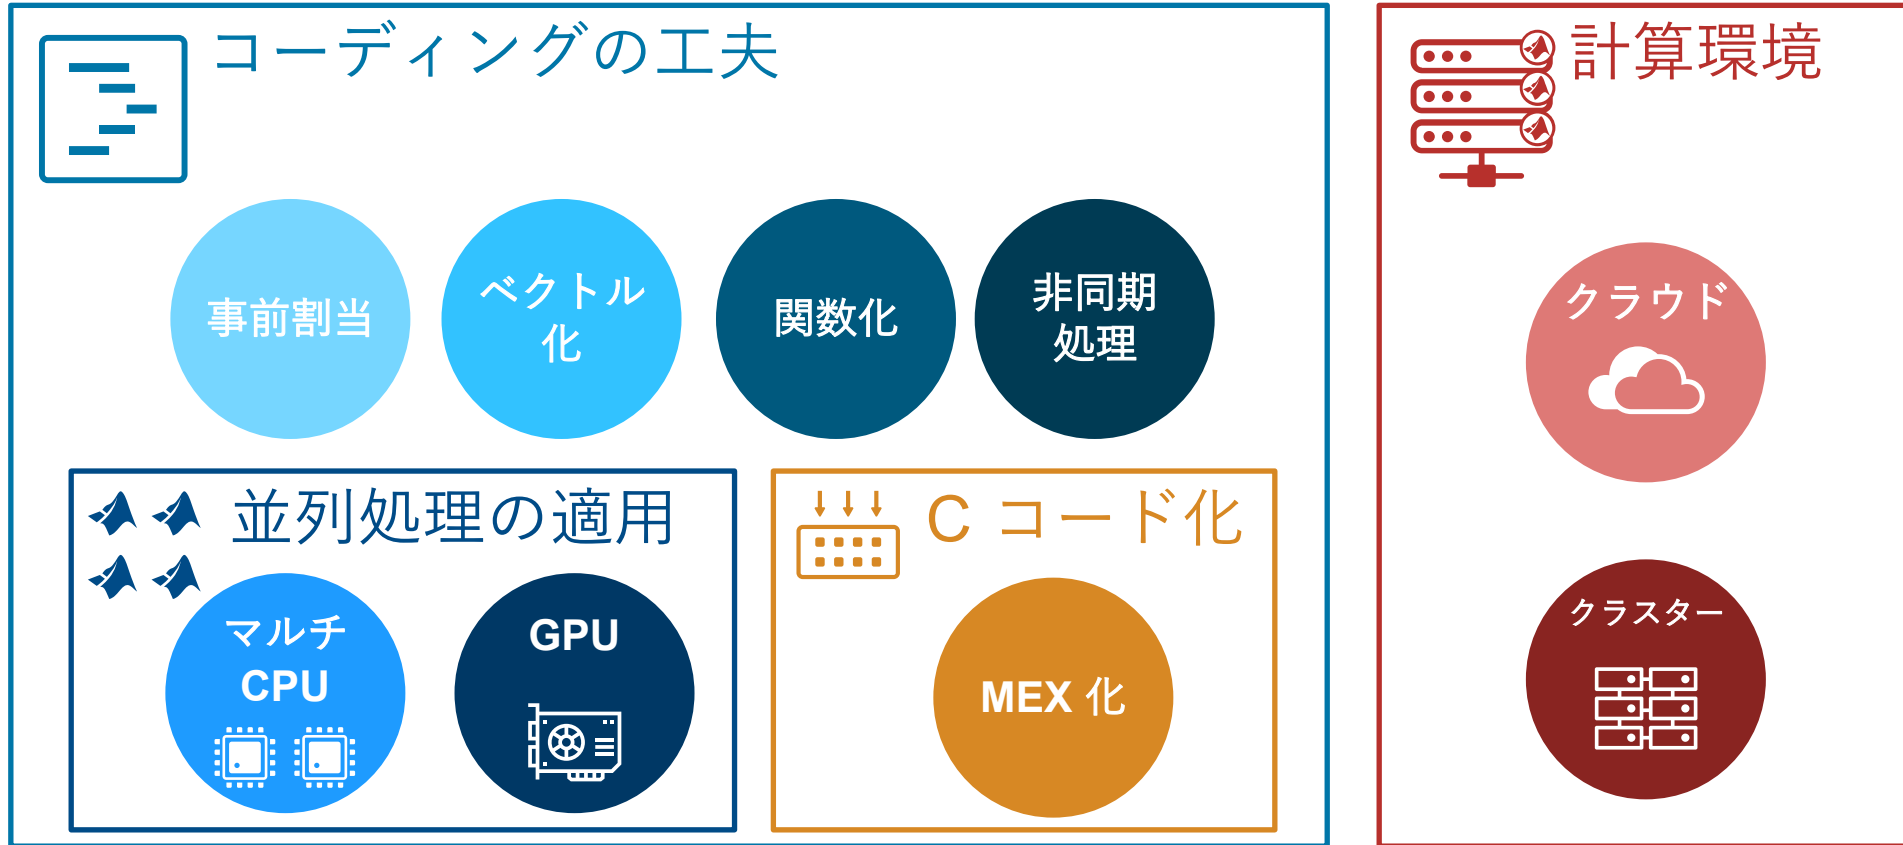 コーディングの工夫
事前割当
ベクトル
化
関数化
非同期
処理
並列処理の適用
マルチ
CPU
GPU
C コード化
MEX 化
計算環境
クラウド
クラスター